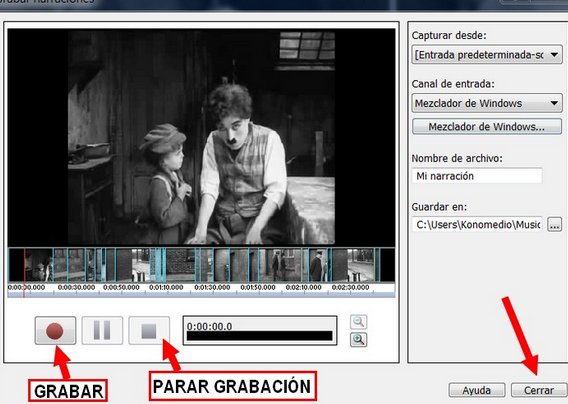 Grabar narraciones
Capturar desde:
[Entrada predeterminada-sc
Canal de entrada:
Mezclador de Windows
Mezclador de Windows...
Nombre de archivo:
Mi narración
Guardar en:
C:\Users\Konomedio\Music
...
0:00:00.000 0:00:30.000 0:00:50.000 0:01:10.000 0:01:30.000 0:01:50.000 0:02:10.000 0:02:30.000
0:00:00.0
GRABAR
PARAR GRABACIÓN
Ayuda
Cerrar